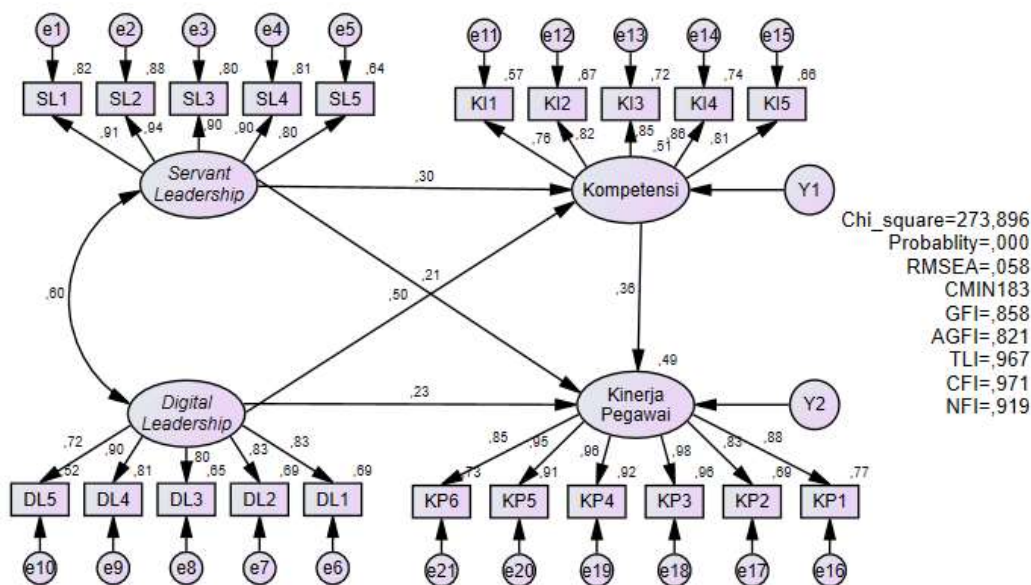 e1 e2 e3 e4 e5
,82 ,88 ,80 ,81 ,64
SL1 SL2 SL3 SL4 SL5
,91 ,94 ,90 ,90 ,80
Servant
Leadership
e11 e12 e13 e14 e15
,57 ,67 ,72 ,74 ,66
KI1 KI2 KI3 KI4 KI5
,76 ,82 ,85 ,86 ,81
,51
Kompetensi
Y1
,30
,60
,21
,50
,36
Chi_square=273,896
Probablity=,000
RMSEA=,058
CMIN183
GFI=,858
AGFI=,821
TLI=,967
CFI=,971
NFI=,919
Digital
Leadership
,23
,49
Kinerja
Pegawai
Y2
,72 ,90 ,80 ,83 ,83
,52 ,81 ,65 ,69 ,69
DL5 DL4 DL3 DL2 DL1
e10 e9 e8 e7 e6
,85 ,95 ,96 ,98 ,83 ,88
,73 ,91 ,92 ,96 ,69 ,77
KP6 KP5 KP4 KP3 KP2 KP1
e21 e20 e19 e18 e17 e16